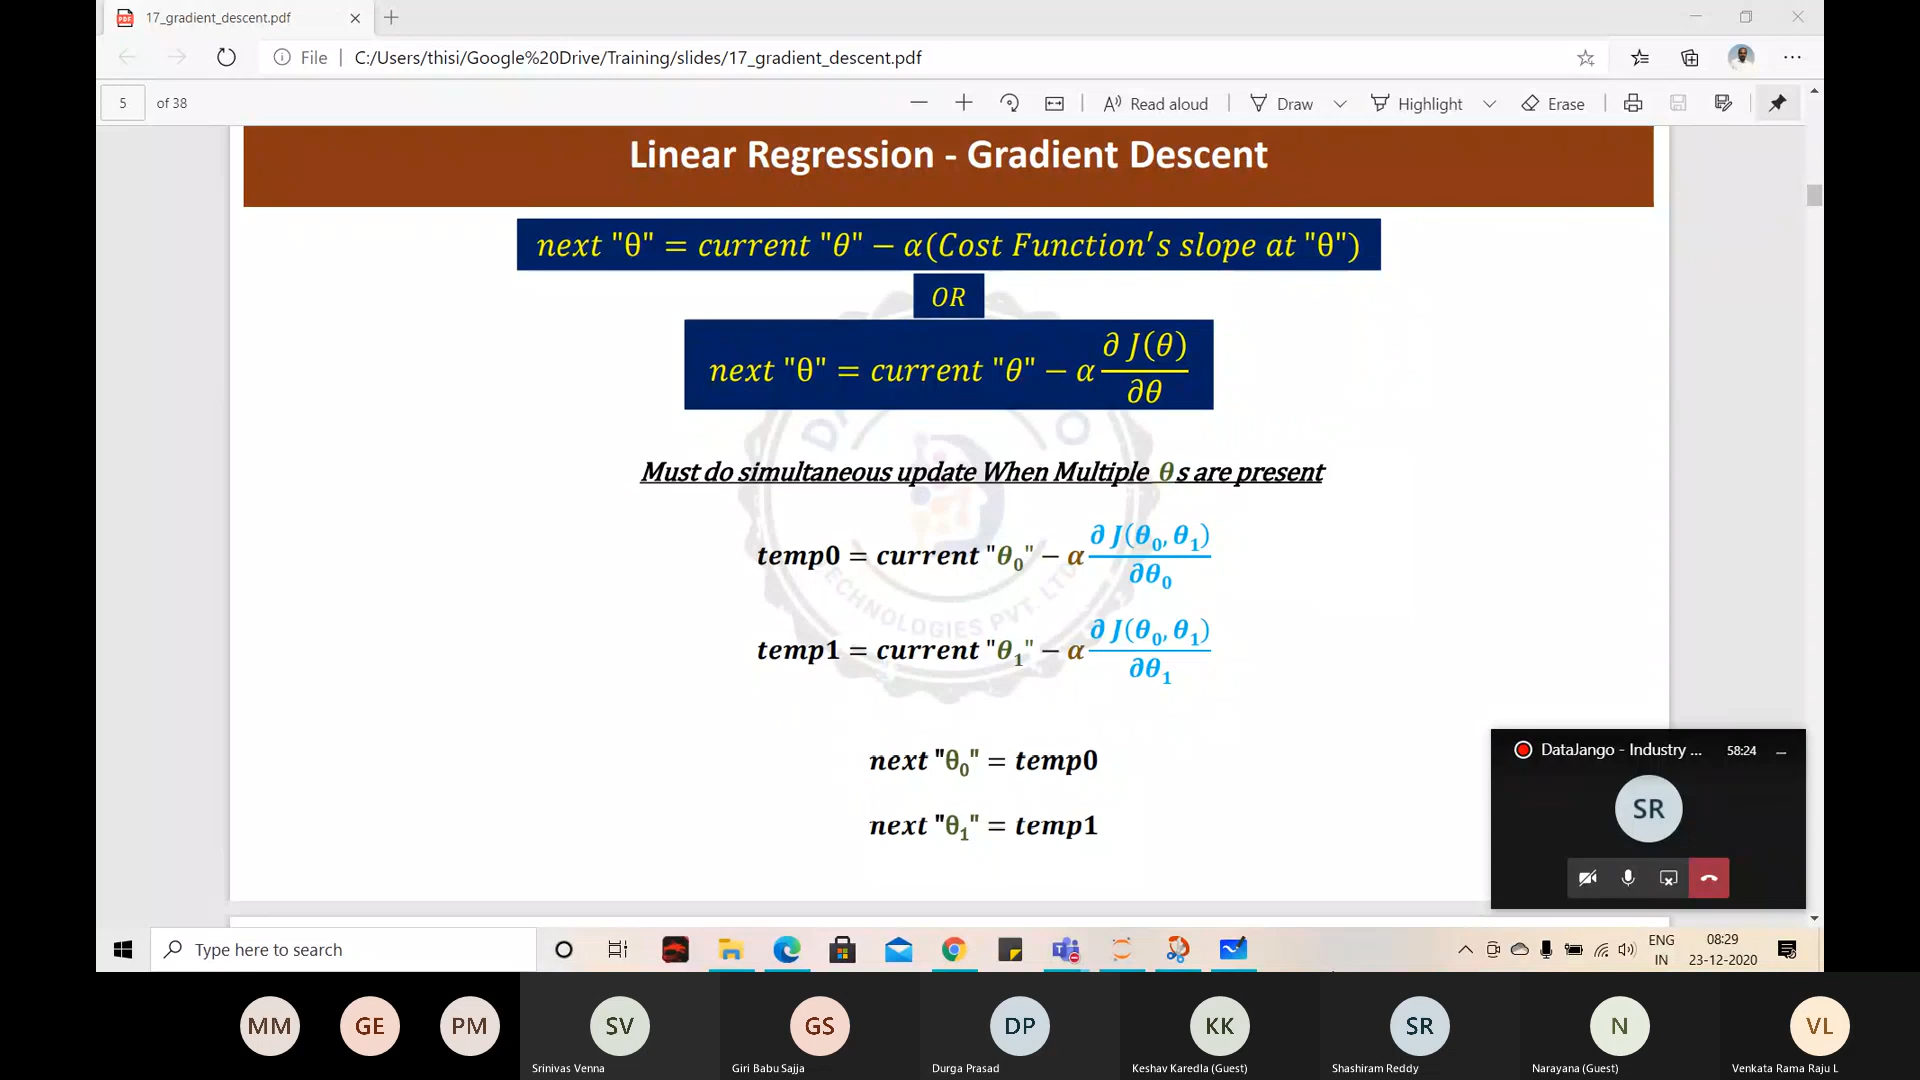 17_gradient_descent.pdf
File
C:/Users/thisi/Google%20Drive/Training/slides/17_gradient_descent.pdf
5 of 38
Read aloud
Draw
Highlight
Erase
Linear Regression - Gradient Descent
next "θ" = current "θ" − α(Cost Function's slope at "θ")
OR
next "θ" = current "θ" − α ∂ J(θ) / ∂θ
Must do simultaneous update When Multiple θs are present
temp0 = current "θ₀" − α ∂ J(θ₀, θ₁) / ∂θ₀
temp1 = current "θ₁" − α ∂ J(θ₀, θ₁) / ∂θ₁
next "θ₀" = temp0
next "θ₁" = temp1
ECHNOLOGIES PVT. LTD
DataJango - Industry ...
58:24
SR
Type here to search
ENG
IN
08:29
23-12-2020
MM
GE
PM
SV
GS
DP
KK
SR
N
VL
Srinivas Venna
Giri Babu Sajja
Durga Prasad
Keshav Karedla (Guest)
Shashiram Reddy
Narayana (Guest)
Venkata Rama Raju L